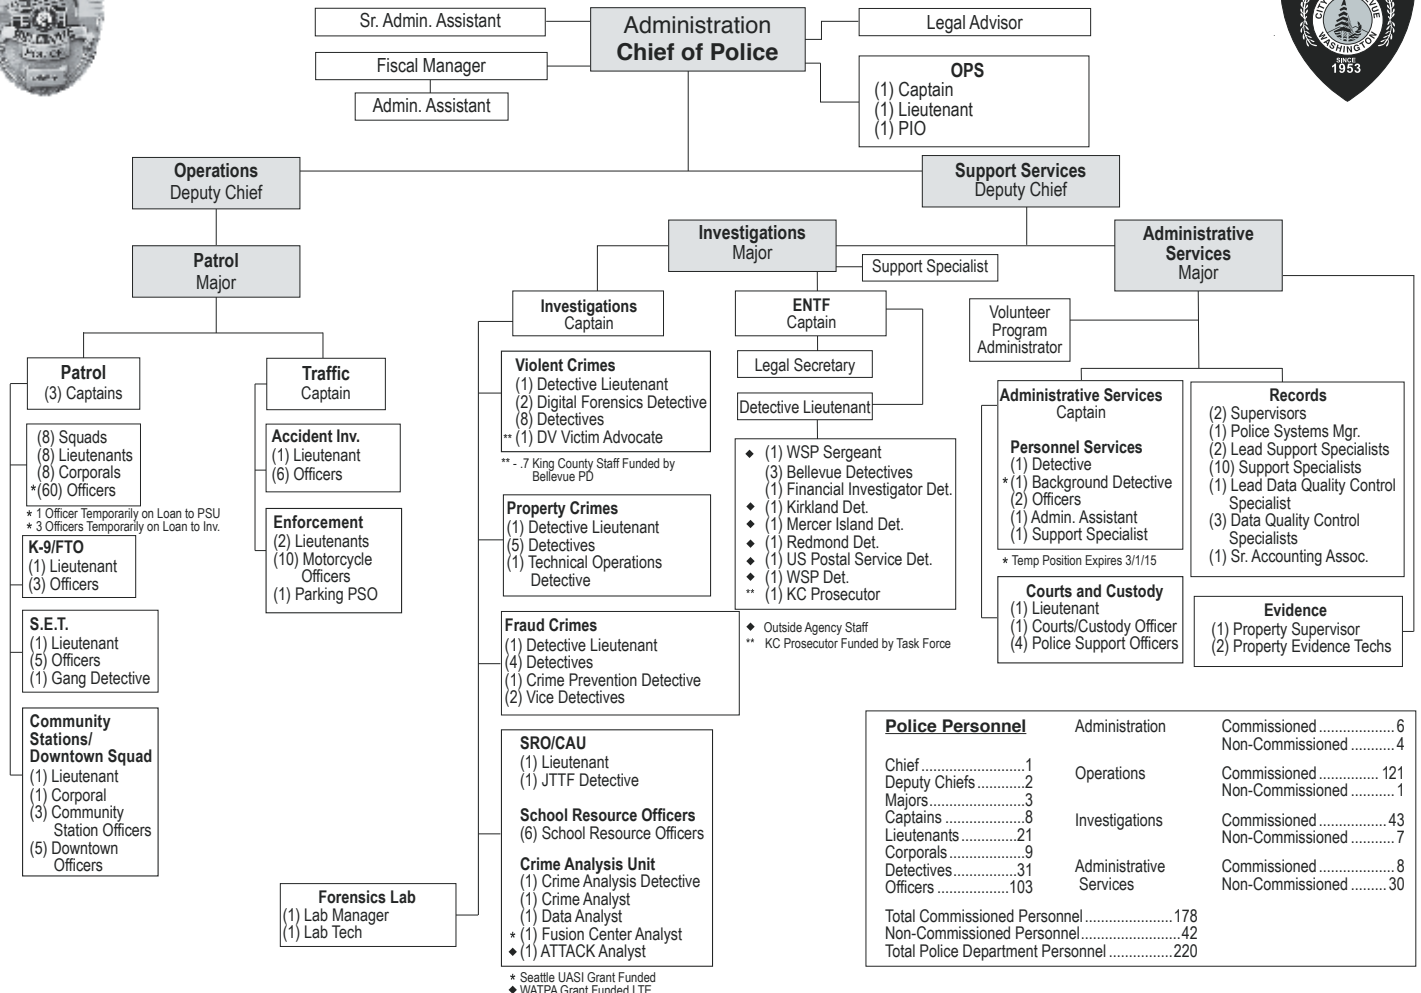 Sr. Admin. Assistant
Administration
Chief of Police
Legal Advisor
Fiscal Manager
Admin. Assistant
OPS
(1) Captain
(1) Lieutenant
(1) PIO
WASHINGTON
SINCE
1953
Operations
Deputy Chief
Support Services
Deputy Chief
Patrol
Major
Investigations
Major
Support Specialist
Administrative
Services
Major
Patrol
(3) Captains
(8) Squads
(8) Lieutenants
(8) Corporals
*(60) Officers
* 1 Officer Temporarily on Loan to PSU
* 3 Officers Temporarily on Loan to Inv.
K-9/FTO
(1) Lieutenant
(3) Officers
S.E.T.
(1) Lieutenant
(5) Officers
(1) Gang Detective
Community
Stations/
Downtown Squad
(1) Lieutenant
(1) Corporal
(3) Community
Station Officers
(5) Downtown
Officers
Traffic
Captain
Accident Inv.
(1) Lieutenant
(6) Officers
Enforcement
(2) Lieutenants
(10) Motorcycle
Officers
(1) Parking PSO
Investigations
Captain
Violent Crimes
(1) Detective Lieutenant
(2) Digital Forensics Detective
(8) Detectives
** (1) DV Victim Advocate
** - .7 King County Staff Funded by
Bellevue PD
Property Crimes
(1) Detective Lieutenant
(5) Detectives
(1) Technical Operations
Detective
Fraud Crimes
(1) Detective Lieutenant
(4) Detectives
(1) Crime Prevention Detective
(2) Vice Detectives
SRO/CAU
(1) Lieutenant
(1) JTTF Detective
School Resource Officers
(6) School Resource Officers
Crime Analysis Unit
(1) Crime Analysis Detective
(1) Crime Analyst
(1) Data Analyst
* (1) Fusion Center Analyst
◆ (1) ATTACK Analyst
* Seattle UASI Grant Funded
◆ WATPA Grant Funded LTE
Forensics Lab
(1) Lab Manager
(1) Lab Tech
ENTF
Captain
Legal Secretary
Detective Lieutenant
◆ (1) WSP Sergeant
(3) Bellevue Detectives
(1) Financial Investigator Det.
◆ (1) Kirkland Det.
◆ (1) Mercer Island Det.
◆ (1) Redmond Det.
◆ (1) US Postal Service Det.
◆ (1) WSP Det.
** (1) KC Prosecutor
◆ Outside Agency Staff
** KC Prosecutor Funded by Task Force
Volunteer
Program
Administrator
Administrative Services
Captain
Personnel Services
(1) Detective
*(1) Background Detective
(2) Officers
(1) Admin. Assistant
(1) Support Specialist
* Temp Position Expires 3/1/15
Courts and Custody
(1) Lieutenant
(1) Courts/Custody Officer
(4) Police Support Officers
Records
(2) Supervisors
(1) Police Systems Mgr.
(2) Lead Support Specialists
(10) Support Specialists
(1) Lead Data Quality Control
Specialist
(3) Data Quality Control
Specialists
(1) Sr. Accounting Assoc.
Evidence
(1) Property Supervisor
(2) Property Evidence Techs
Police Personnel
Chief.......................1
Deputy Chiefs............2
Majors........................3
Captains....................8
Lieutenants.............21
Corporals...................9
Detectives...............31
Officers..................103
Administration Commissioned...................6
Non-Commissioned...........4
Operations Commissioned...............121
Non-Commissioned...........1
Investigations Commissioned.................43
Non-Commissioned...........7
Administrative Commissioned...................8
Services Non-Commissioned.........30
Total Commissioned Personnel......................178
Non-Commissioned Personnel.........................42
Total Police Department Personnel................220